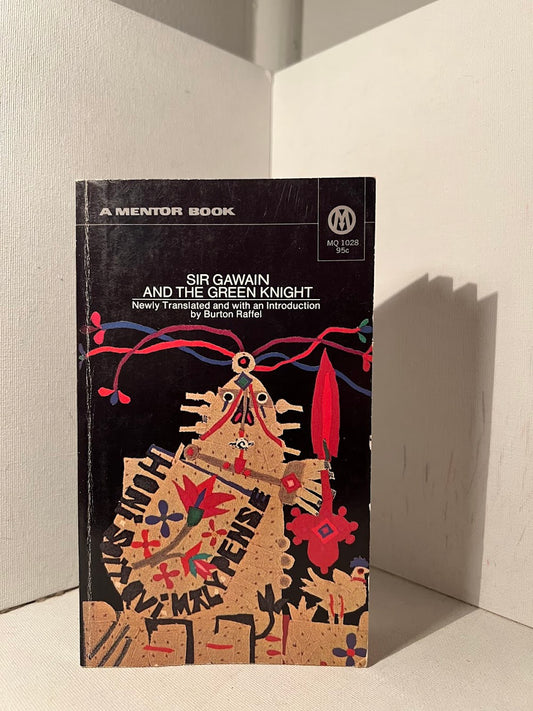 A MENTOR BOOK
M
MQ 1028
95c
SIR GAWAIN
AND THE GREEN KNIGHT
Newly Translated and with an Introduction
by Burton Raffel
HONI
SOIT
QUI MAL Y PENSE